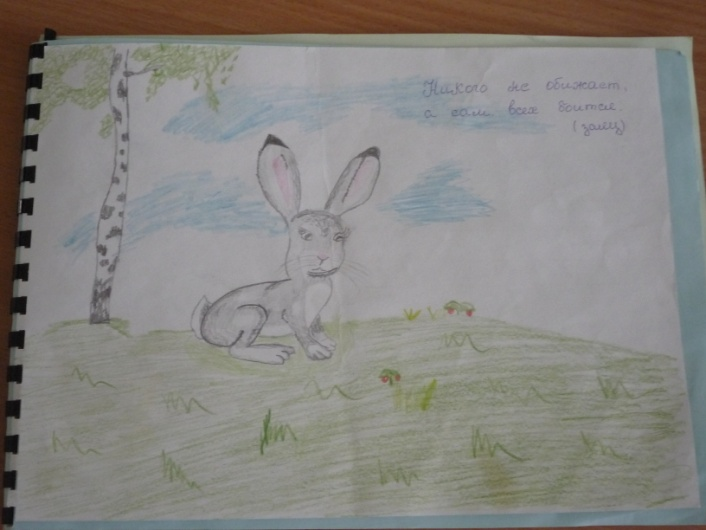 Никого не обижает,
а сам всех боится.
(заяц)